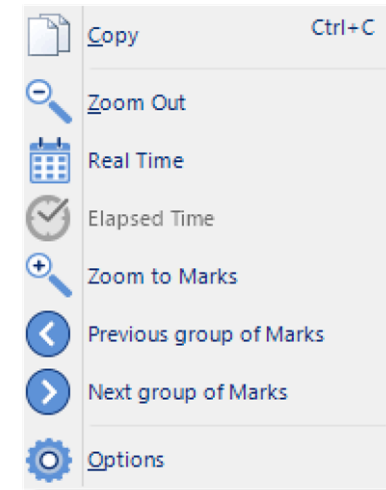 Copy Ctrl+C
Zoom Out
Real Time
Elapsed Time
Zoom to Marks
Previous group of Marks
Next group of Marks
Options